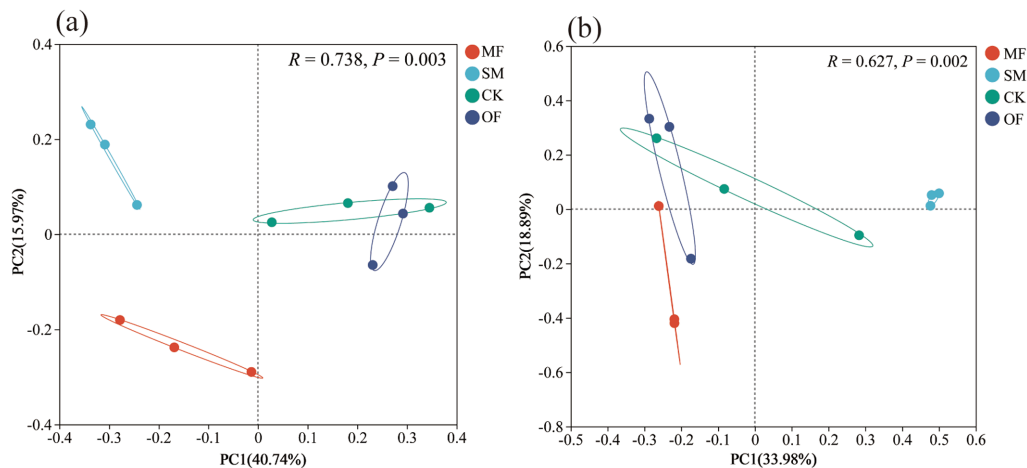 (a)
R = 0.738, P = 0.003
MF
SM
CK
OF
0.4
0.2
0
-0.2
-0.4
PC2(15.97%)
-0.4
-0.3
-0.2
-0.1
0
0.1
0.2
0.3
0.4
PC1(40.74%)
(b)
R = 0.627, P = 0.002
MF
SM
CK
OF
0.6
0.4
0.2
0
-0.2
-0.4
-0.6
-0.8
PC2(18.89%)
-0.5
-0.4
-0.3
-0.2
-0.1
0
0.1
0.2
0.3
0.4
0.5
0.6
PC1(33.98%)